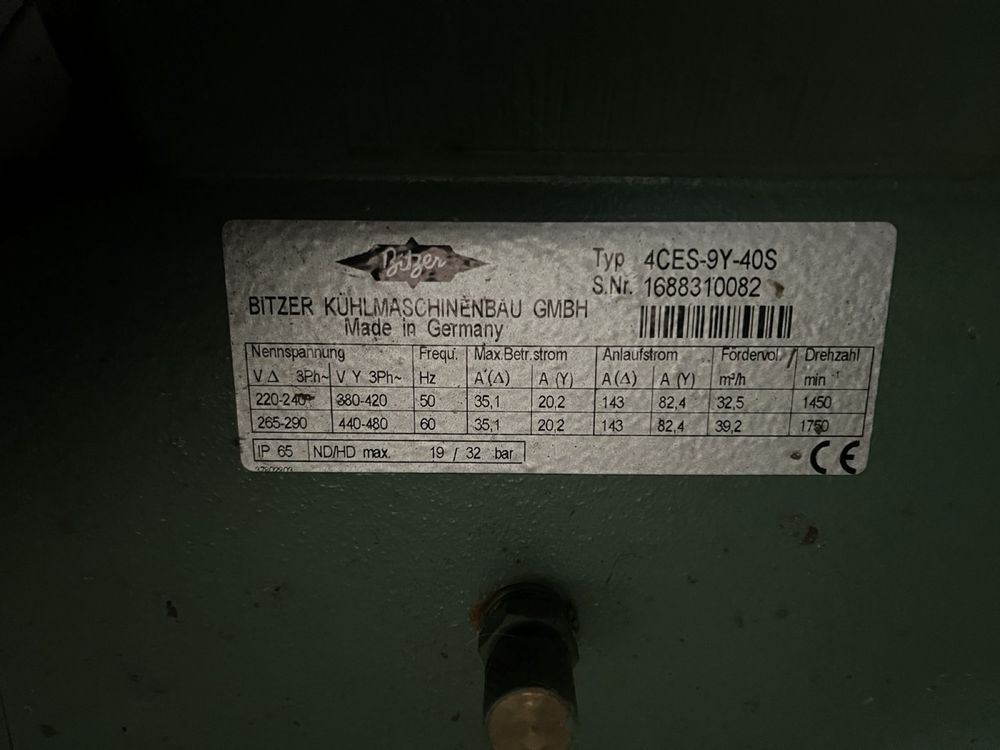 Bitzer
BITZER KÜHLMASCHINENBAU GMBH
Made in Germany
Typ 4CES-9Y-40S
S.Nr. 1688310082
Nennspannung Frequ. Max.Betr.strom Anlaufstrom Fördervol. / Drehzahl
V Δ 3Ph~ V Y 3Ph~ Hz A (Δ) A (Y) A (Δ) A (Y) m³/h min -1
220-240 380-420 50 35,1 20,2 143 82,4 32,5 1450
265-290 440-480 60 35,1 20,2 143 82,4 39,2 1750
IP 65 ND/HD max. 19 / 32 bar
CE